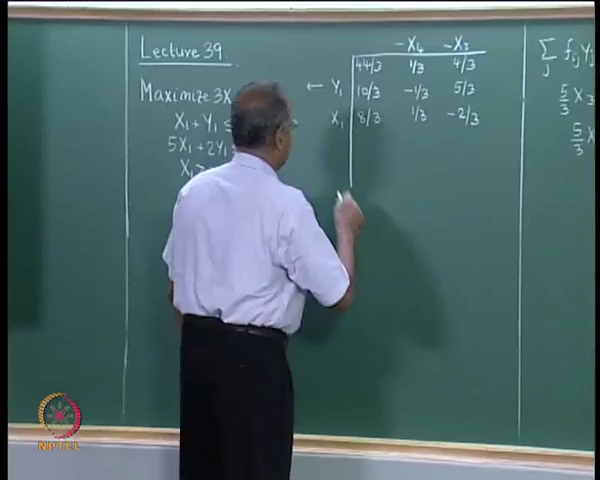 Lecture 39.
Maximize 3X
X₁ + Y₁ ≤
5X₁ + 2Y₁
X₁ ≥
-X₄ -X₃
44/3 1/3 4/3
← Y₁ 10/3 -1/3 5/3
X₁ 8/3 1/3 -2/3
∑ fᵢⱼ Yⱼ
j
5/3 X₃
5/3
NPTEL